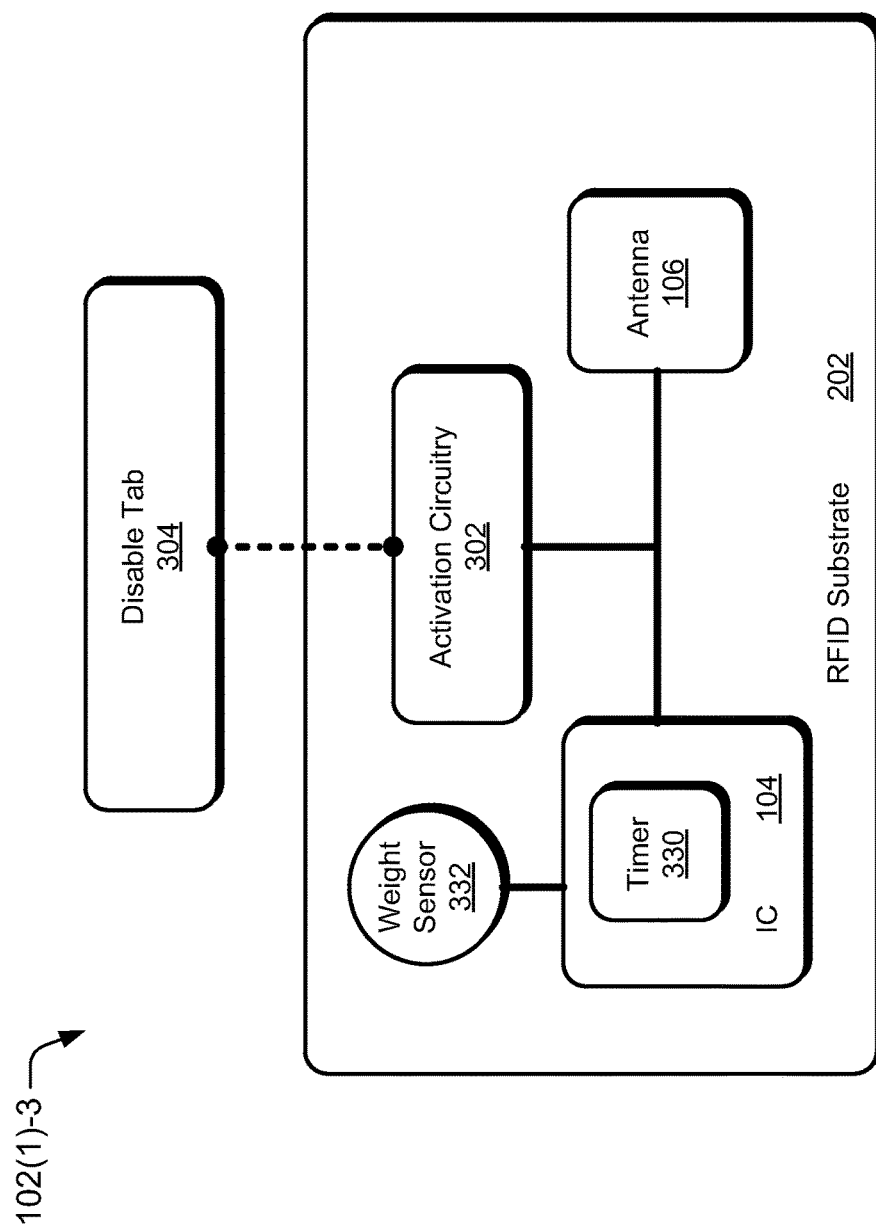 102(1)-3
Disable Tab
304
Weight
Sensor
332
Activation Circuitry
302
Timer
330
IC
104
Antenna
106
RFID Substrate
202